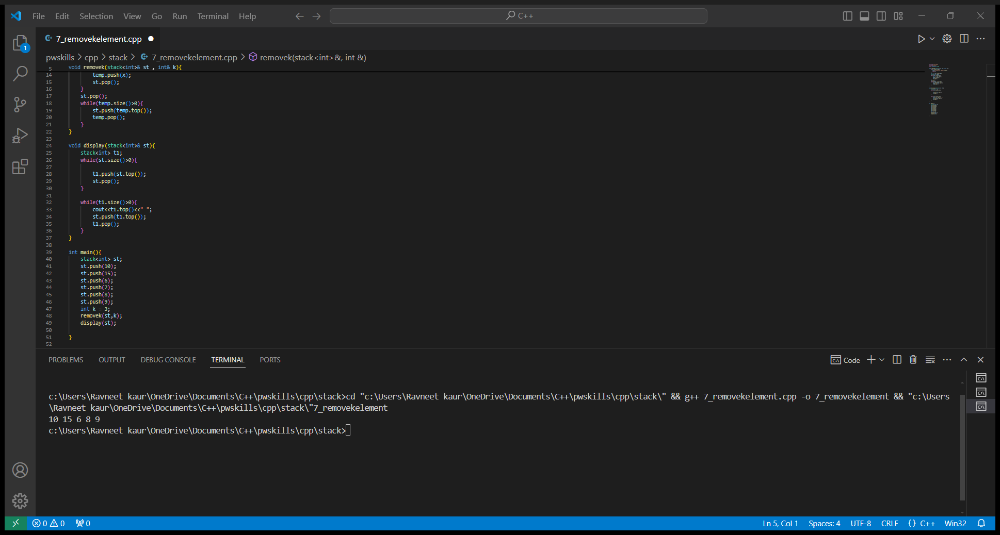 File Edit Selection View Go Run Terminal Help C++
7_removekelement.cpp
1
pwskills > cpp > stack > 7_removekelement.cpp > removek(stack<int>&, int &)
5 void removek(stack<int>& st , int& k){
14 temp.push(x);
15 st.pop();
16 }
17 st.pop();
18 while(temp.size()>0){
19 st.push(temp.top());
20 temp.pop();
21 }
22 }
23
24 void display(stack<int>& st){
25 stack<int> t1;
26 while(st.size()>0){
27
28 t1.push(st.top());
29 st.pop();
30 }
31
32 while(t1.size()>0){
33 cout<<t1.top()<<" ";
34 st.push(t1.top());
35 t1.pop();
36 }
37 }
38
39 int main(){
40 stack<int> st;
41 st.push(10);
42 st.push(15);
43 st.push(6);
44 st.push(7);
45 st.push(8);
46 st.push(9);
47 int k = 3;
48 removek(st,k);
49 display(st);
50
51 }
52
PROBLEMS OUTPUT DEBUG CONSOLE TERMINAL PORTS Code
c:\Users\Ravneet kaur\OneDrive\Documents\C++\pwskills\cpp\stack>cd "c:\Users\Ravneet kaur\OneDrive\Documents\C++\pwskills\cpp\stack\" && g++ 7_removekelement.cpp -o 7_removekelement && "c:\Users
\Ravneet kaur\OneDrive\Documents\C++\pwskills\cpp\stack\"7_removekelement
10 15 6 8 9
c:\Users\Ravneet kaur\OneDrive\Documents\C++\pwskills\cpp\stack>
0 0 0 Ln 5, Col 1 Spaces: 4 UTF-8 CRLF {} C++ Win32